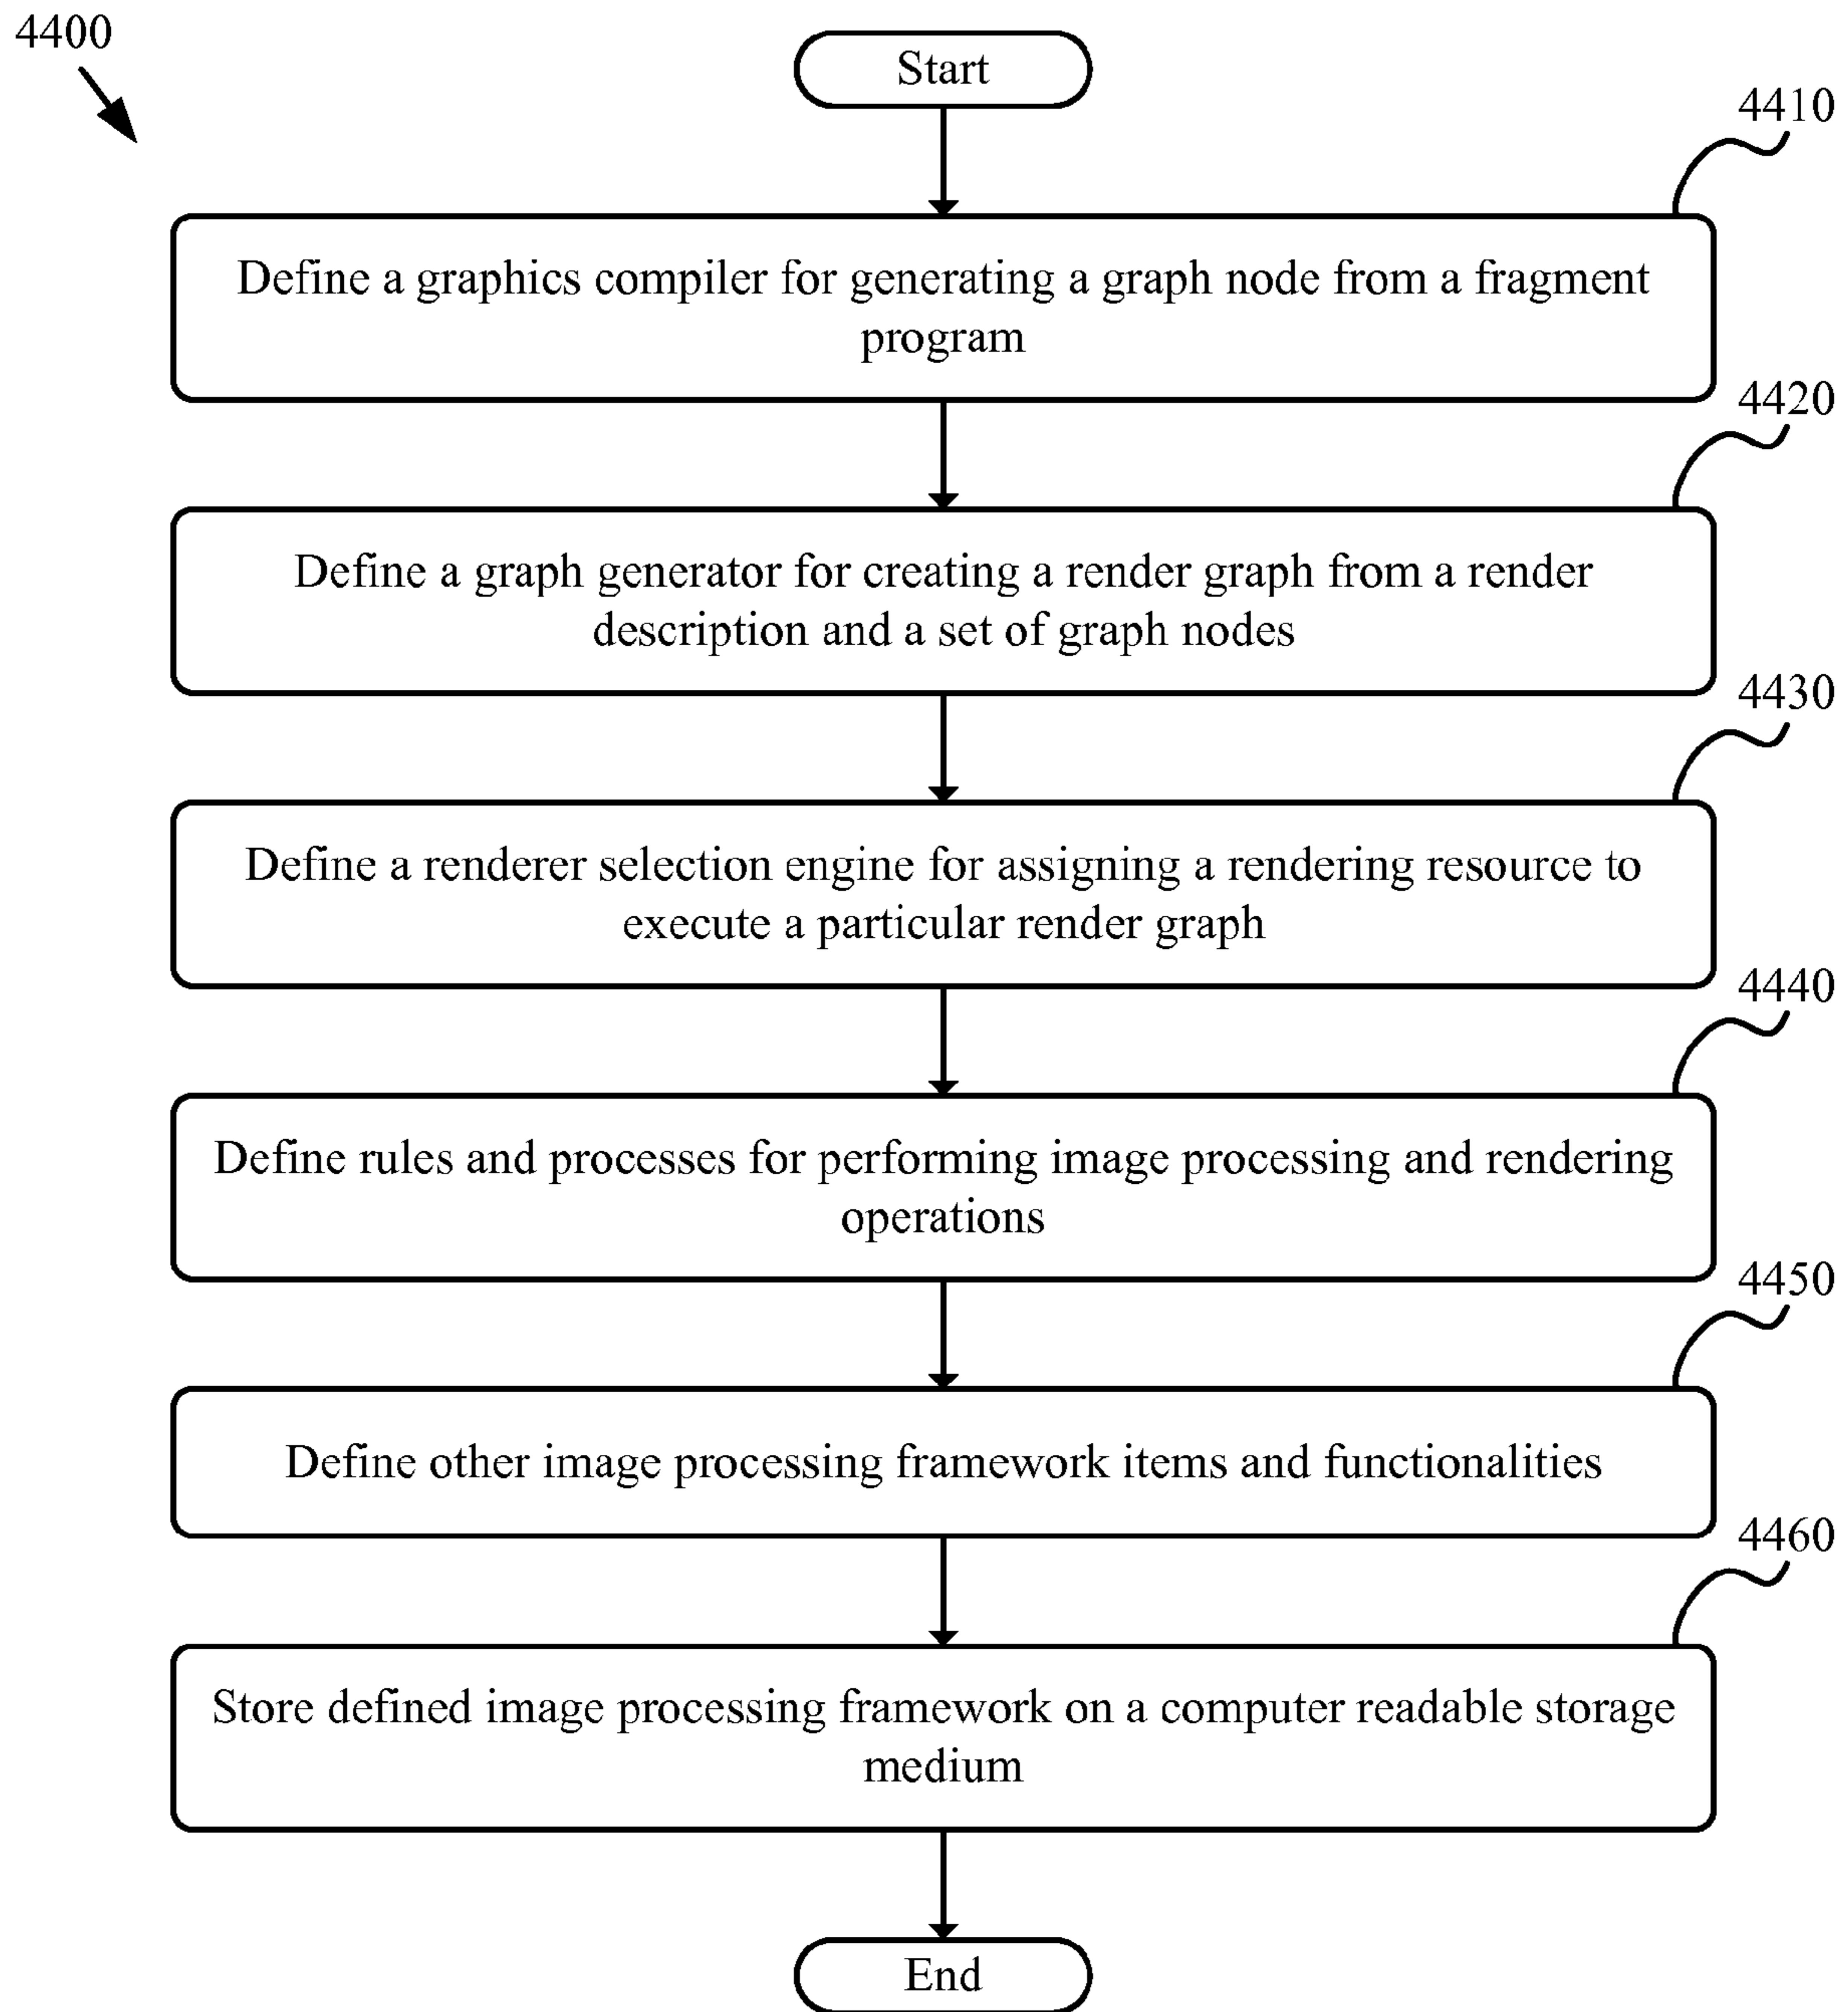 4400
Start
4410
Define a graphics compiler for generating a graph node from a fragment
program
4420
Define a graph generator for creating a render graph from a render
description and a set of graph nodes
4430
Define a renderer selection engine for assigning a rendering resource to
execute a particular render graph
4440
Define rules and processes for performing image processing and rendering
operations
4450
Define other image processing framework items and functionalities
4460
Store defined image processing framework on a computer readable storage
medium
End